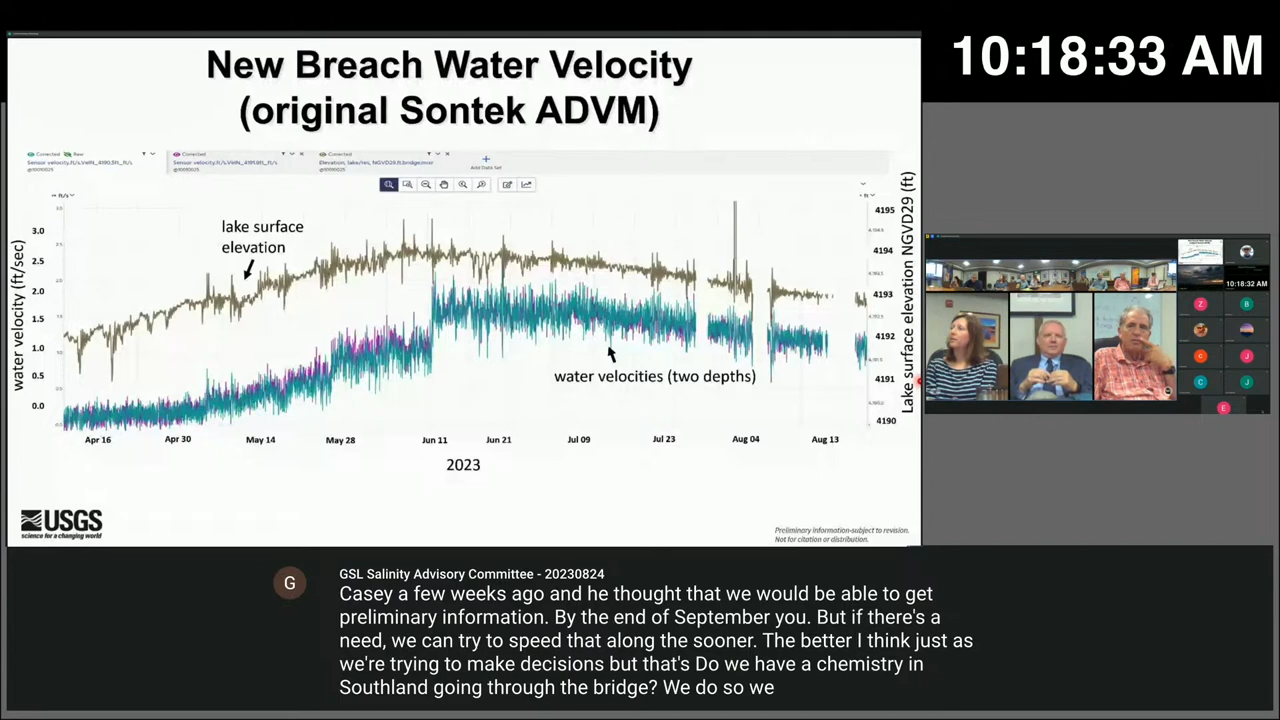 10:18:33 AM
New Breach Water Velocity
(original Sontek ADVM)
Corrected Raw
Corrected
Corrected
Add Data Set
lake surface
elevation
water velocity (ft/sec)
3.0
2.5
2.0
1.5
1.0
0.5
0.0
4195
4194
4193
4192
4191
4190
Lake surface elevation NGVD29 (ft)
water velocities (two depths)
Apr 16 Apr 30 May 14 May 28 Jun 11 Jun 21 Jul 09 Jul 23 Aug 04 Aug 13
2023
USGS
science for a changing world
Preliminary information-subject to revision.
Not for citation or distribution.
10:18:32 AM
Z
B
C
J
C
J
E
G
GSL Salinity Advisory Committee - 20230824
Casey a few weeks ago and he thought that we would be able to get
preliminary information. By the end of September you. But if there's a
need, we can try to speed that along the sooner. The better I think just as
we're trying to make decisions but that's Do we have a chemistry in
Southland going through the bridge? We do so we